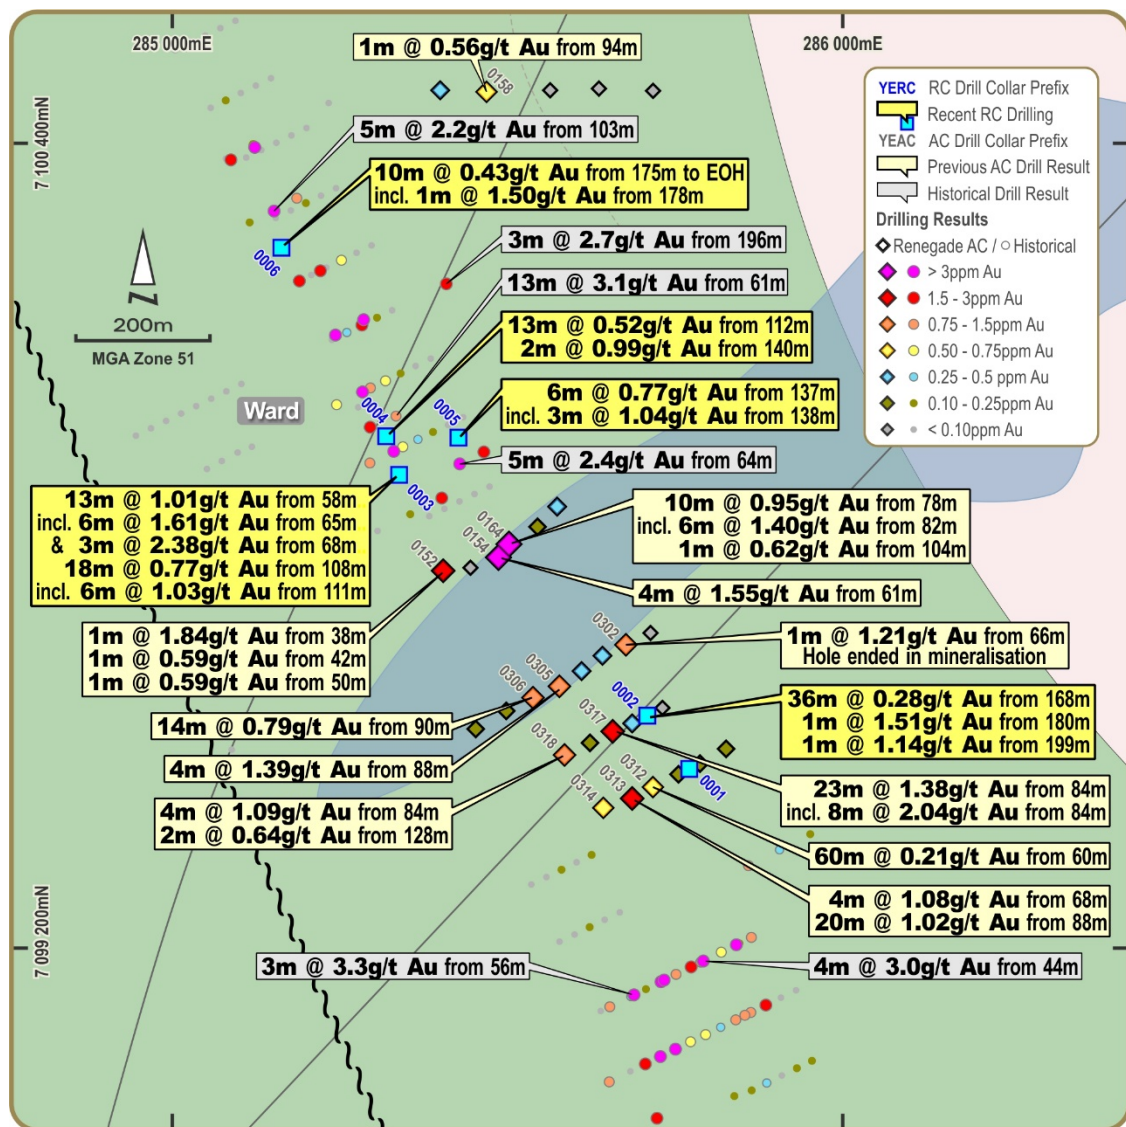 285 000mE
286 000mE
7 100 400mN
7 099 200mN
1m @ 0.56g/t Au from 94m
0158
5m @ 2.2g/t Au from 103m
10m @ 0.43g/t Au from 175m to EOH
incl. 1m @ 1.50g/t Au from 178m
0006
3m @ 2.7g/t Au from 196m
13m @ 3.1g/t Au from 61m
13m @ 0.52g/t Au from 112m
2m @ 0.99g/t Au from 140m
6m @ 0.77g/t Au from 137m
incl. 3m @ 1.04g/t Au from 138m
5m @ 2.4g/t Au from 64m
N
200m
MGA Zone 51
Ward
0004
0005
0003
13m @ 1.01g/t Au from 58m
incl. 6m @ 1.61g/t Au from 65m
& 3m @ 2.38g/t Au from 68m
18m @ 0.77g/t Au from 108m
incl. 6m @ 1.03g/t Au from 111m
10m @ 0.95g/t Au from 78m
incl. 6m @ 1.40g/t Au from 82m
1m @ 0.62g/t Au from 104m
0164
0154
0152
4m @ 1.55g/t Au from 61m
1m @ 1.84g/t Au from 38m
1m @ 0.59g/t Au from 42m
1m @ 0.59g/t Au from 50m
0302
1m @ 1.21g/t Au from 66m
Hole ended in mineralisation
0305
0306
0002
36m @ 0.28g/t Au from 168m
1m @ 1.51g/t Au from 180m
1m @ 1.14g/t Au from 199m
14m @ 0.79g/t Au from 90m
0317
0318
4m @ 1.39g/t Au from 88m
0312
0313
0314
0001
23m @ 1.38g/t Au from 84m
incl. 8m @ 2.04g/t Au from 84m
4m @ 1.09g/t Au from 84m
2m @ 0.64g/t Au from 128m
60m @ 0.21g/t Au from 60m
4m @ 1.08g/t Au from 68m
20m @ 1.02g/t Au from 88m
3m @ 3.3g/t Au from 56m
4m @ 3.0g/t Au from 44m
YERC RC Drill Collar Prefix
Recent RC Drilling
YEAC AC Drill Collar Prefix
Previous AC Drill Result
Historical Drill Result
Drilling Results
Renegade AC / Historical
> 3ppm Au
1.5 - 3ppm Au
0.75 - 1.5ppm Au
0.50 - 0.75ppm Au
0.25 - 0.5 ppm Au
0.10 - 0.25ppm Au
< 0.10ppm Au